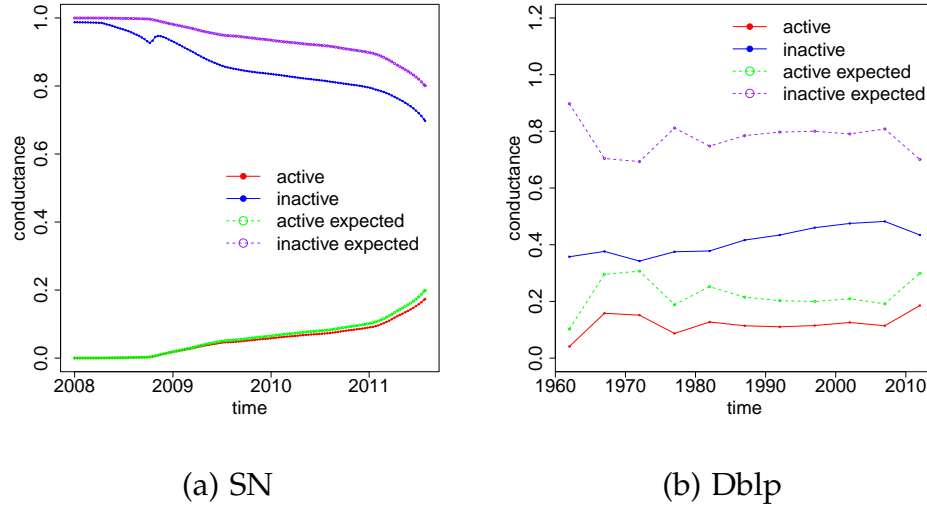 conductance
1.0
0.8
0.6
0.4
0.2
0.0
active
inactive
active expected
inactive expected
2008 2009 2010 2011
time
(a) SN
conductance
1.2
1.0
0.8
0.6
0.4
0.2
0.0
active
inactive
active expected
inactive expected
1960 1970 1980 1990 2000 2010
time
(b) Dblp